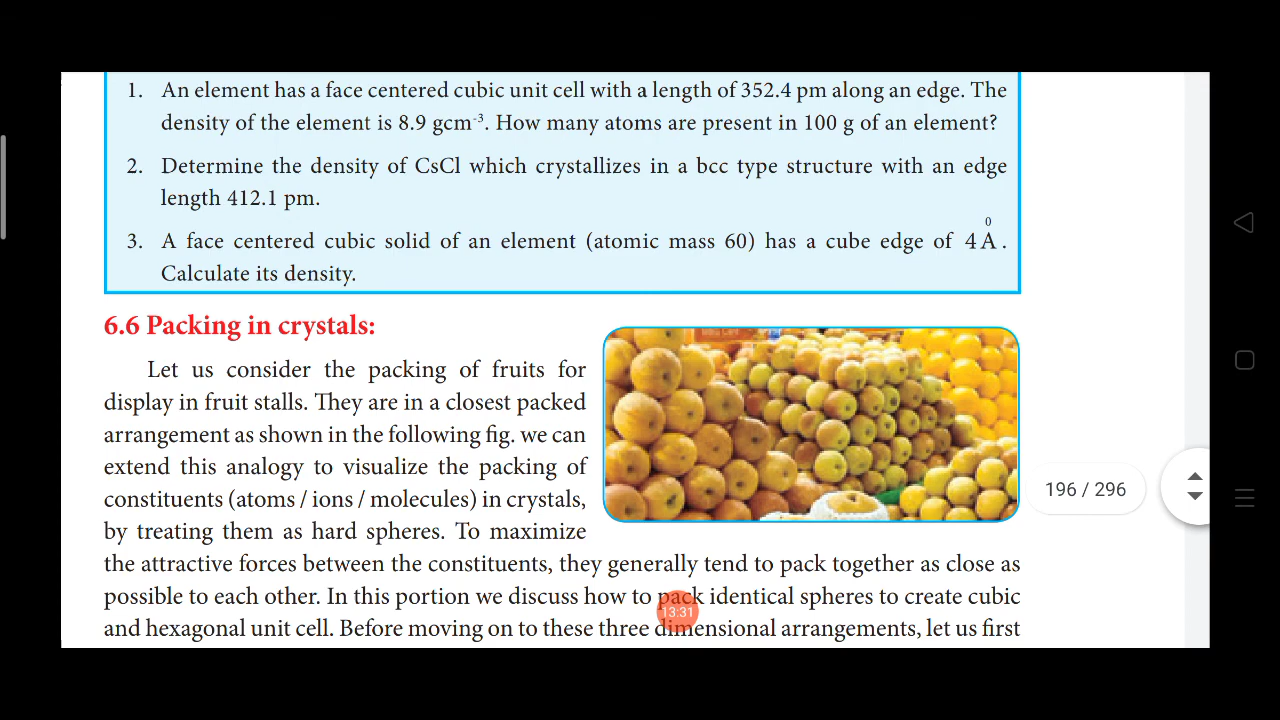 1. An element has a face centered cubic unit cell with a length of 352.4 pm along an edge. The
density of the element is 8.9 gcm⁻³. How many atoms are present in 100 g of an element?
2. Determine the density of CsCl which crystallizes in a bcc type structure with an edge
length 412.1 pm.
3. A face centered cubic solid of an element (atomic mass 60) has a cube edge of 4 Å.
Calculate its density.
6.6 Packing in crystals:
Let us consider the packing of fruits for
display in fruit stalls. They are in a closest packed
arrangement as shown in the following fig. we can
extend this analogy to visualize the packing of
constituents (atoms / ions / molecules) in crystals,
by treating them as hard spheres. To maximize
the attractive forces between the constituents, they generally tend to pack together as close as
possible to each other. In this portion we discuss how to pack identical spheres to create cubic
and hexagonal unit cell. Before moving on to these three dimensional arrangements, let us first
196 / 296
13:31